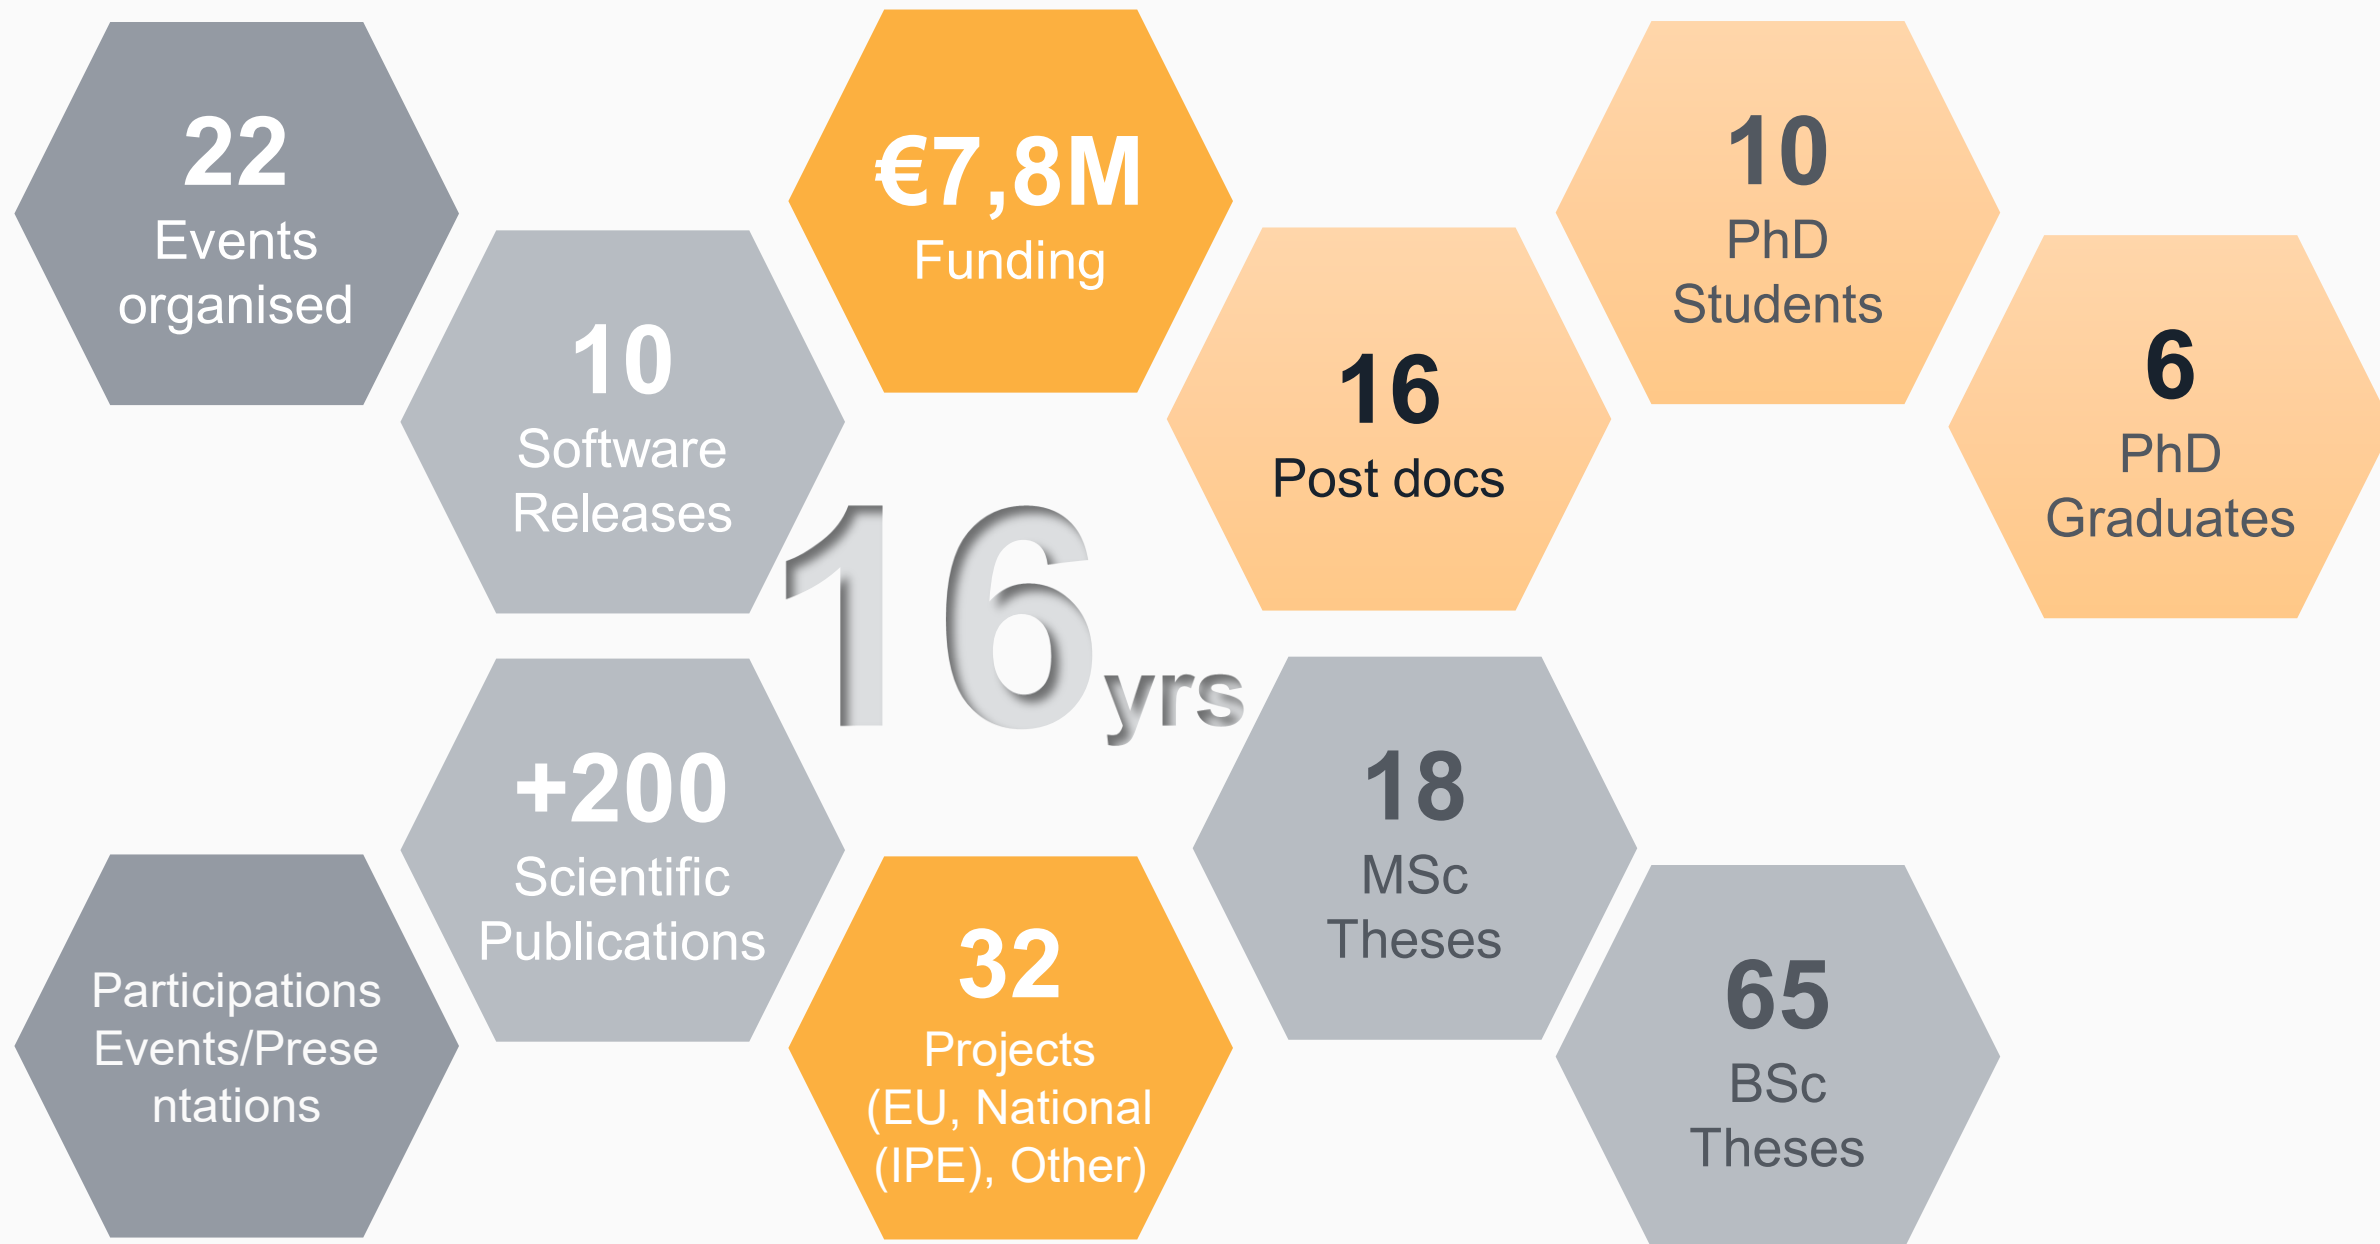 22
Events
organised
€7,8M
Funding
10
PhD
Students
10
Software
Releases
16
Post docs
6
PhD
Graduates
16 yrs
+200
Scientific
Publications
18
MSc
Theses
Participations
Events/Prese
ntations
32
Projects
(EU, National
(IPE), Other)
65
BSc
Theses